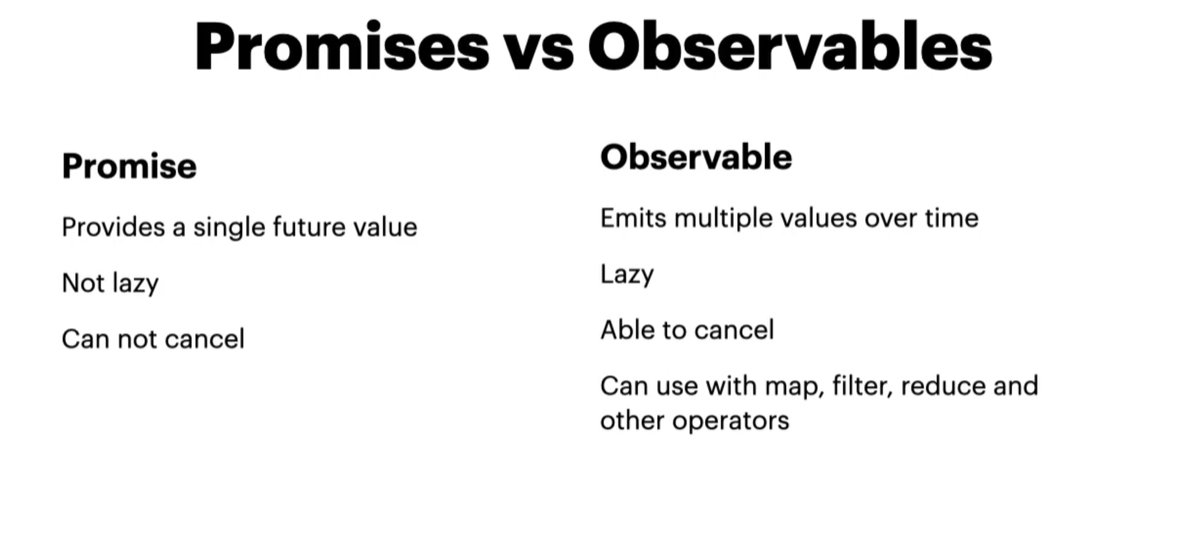 Promises vs Observables
Promise
Provides a single future value
Not lazy
Can not cancel
Observable
Emits multiple values over time
Lazy
Able to cancel
Can use with map, filter, reduce and
other operators